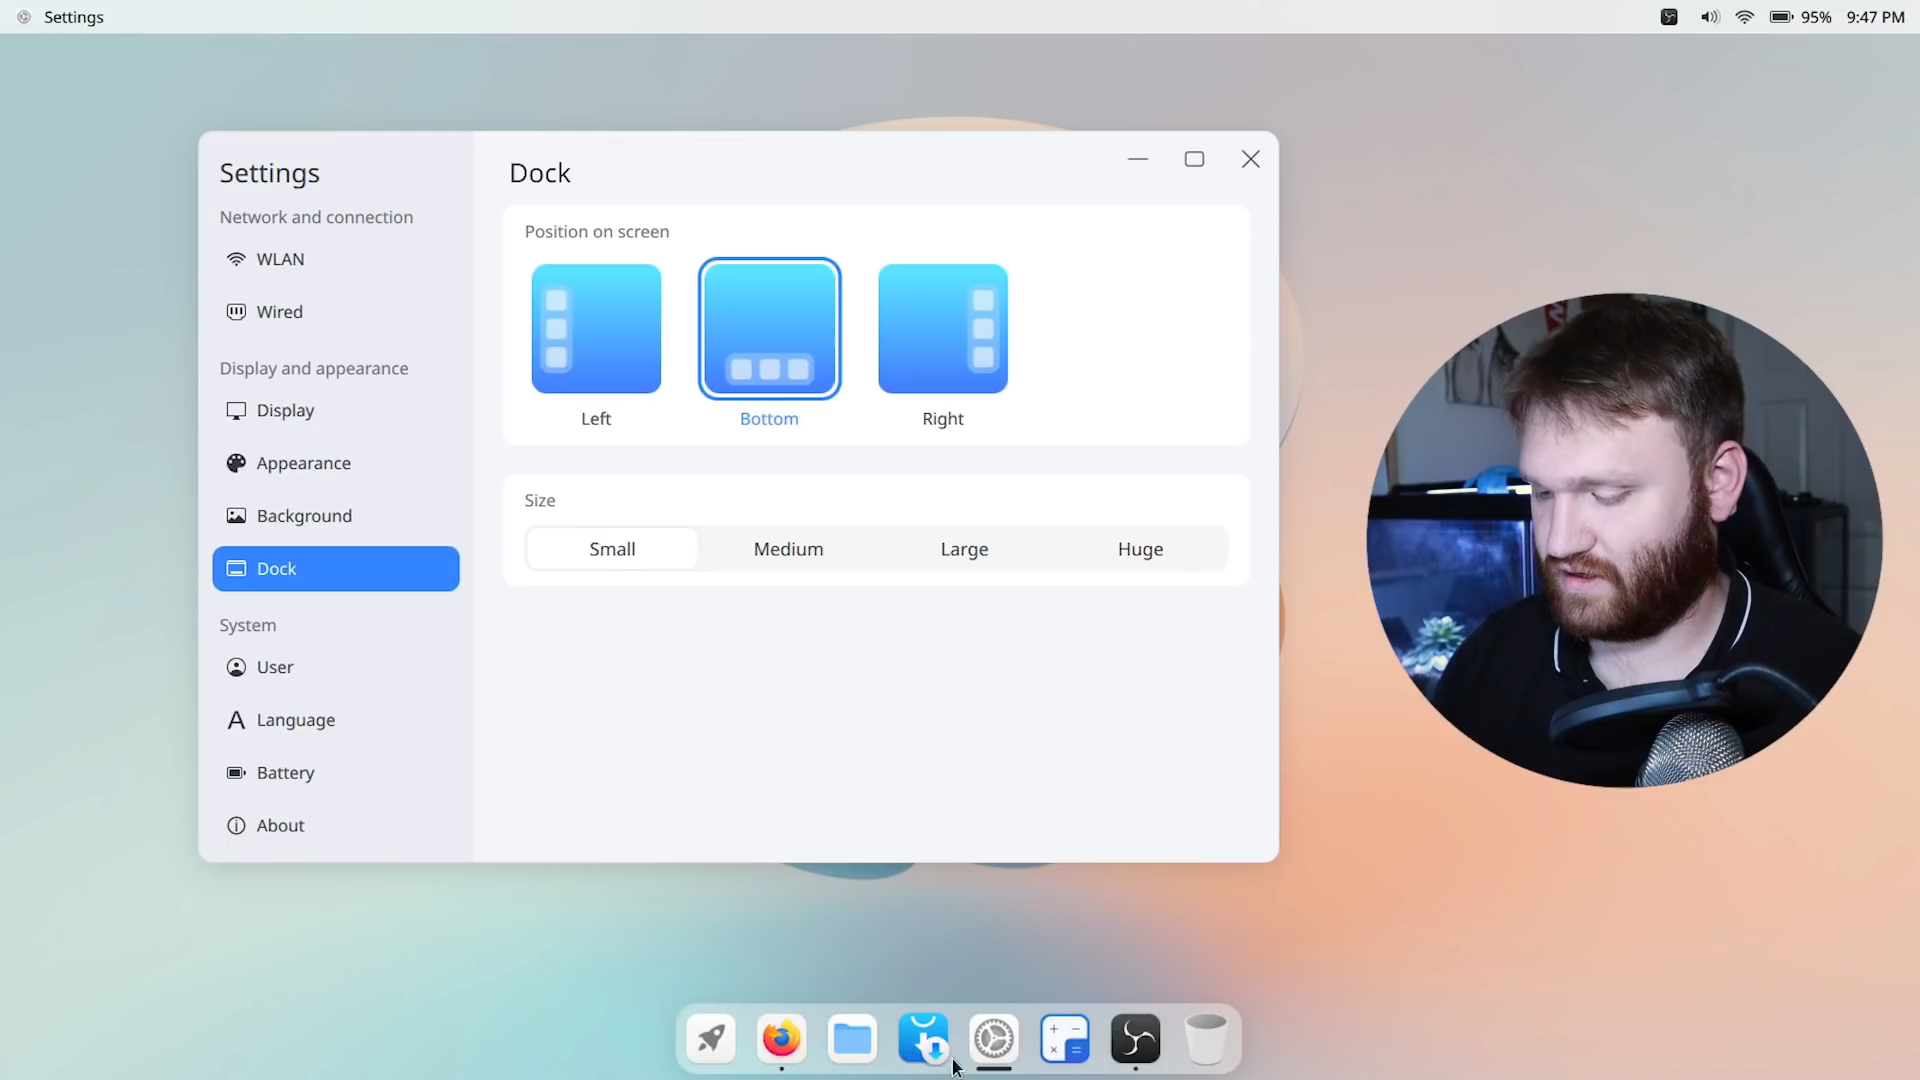 Settings
95%
9:47 PM
Settings
Network and connection
WLAN
Wired
Display and appearance
Display
Appearance
Background
Dock
System
User
Language
Battery
About
Dock
Position on screen
Left
Bottom
Right
Size
Small
Medium
Large
Huge